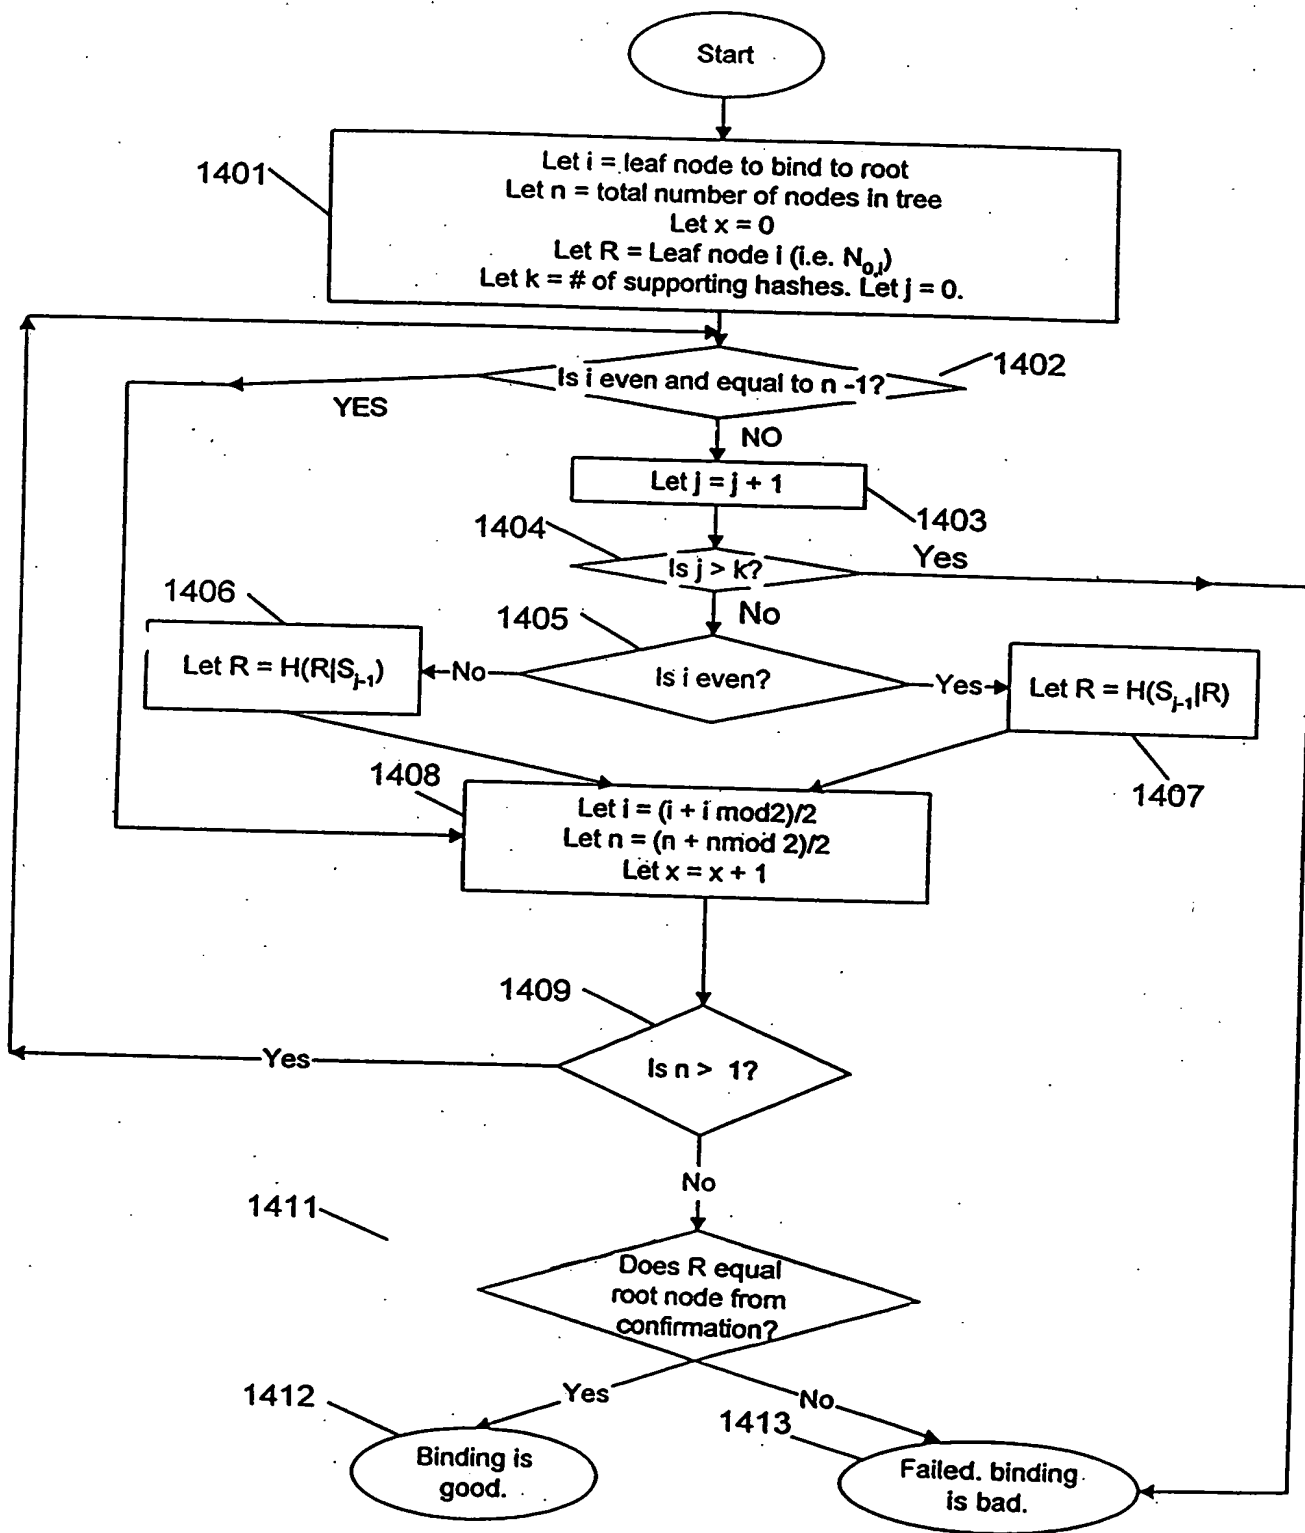 Start
1401
Let i = leaf node to bind to root
Let n = total number of nodes in tree
Let x = 0
Let R = Leaf node i (i.e. N0,i)
Let k = # of supporting hashes. Let j = 0.
1402
Is i even and equal to n -1?
YES
NO
Let j = j + 1
1403
1404
Is j > k?
Yes
No
1406
1405
Let R = H(R|Sj-1)
No
Is i even?
Yes
Let R = H(Sj-1|R)
1407
1408
Let i = (i + i mod2)/2
Let n = (n + nmod 2)/2
Let x = x + 1
1409
Yes
Is n > 1?
No
1411
Does R equal
root node from
confirmation?
Yes
No
1412
1413
Binding is
good.
Failed. binding
is bad.